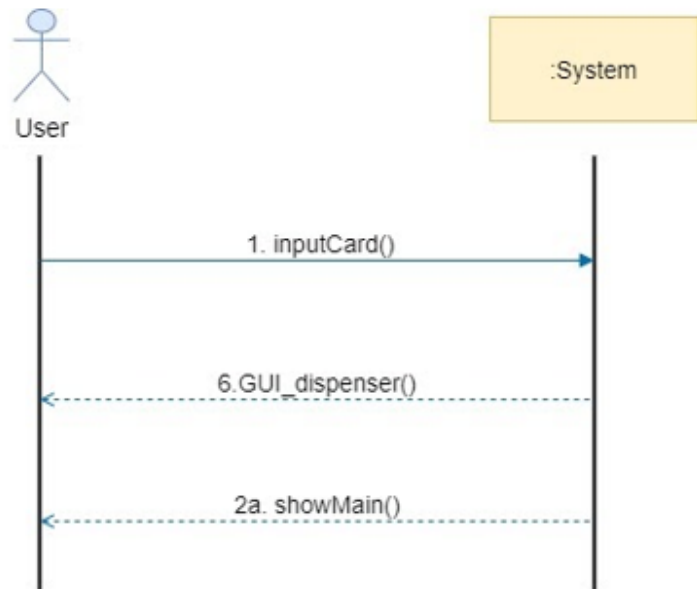 :System
User
1. inputCard()
6.GUI_dispenser()
2a. showMain()